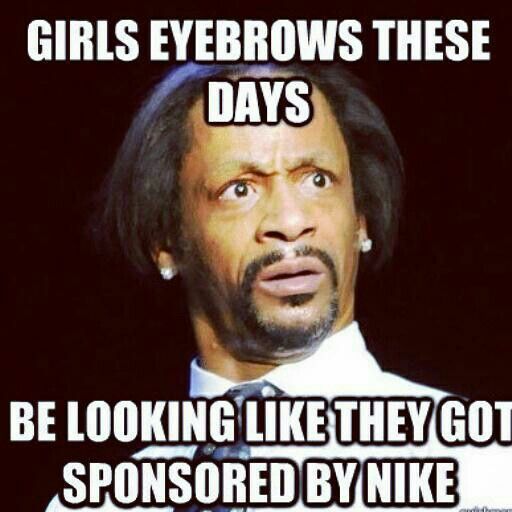 GIRLS EYEBROWS THESE
DAYS
BE LOOKING LIKE THEY GOT
SPONSORED BY NIKE